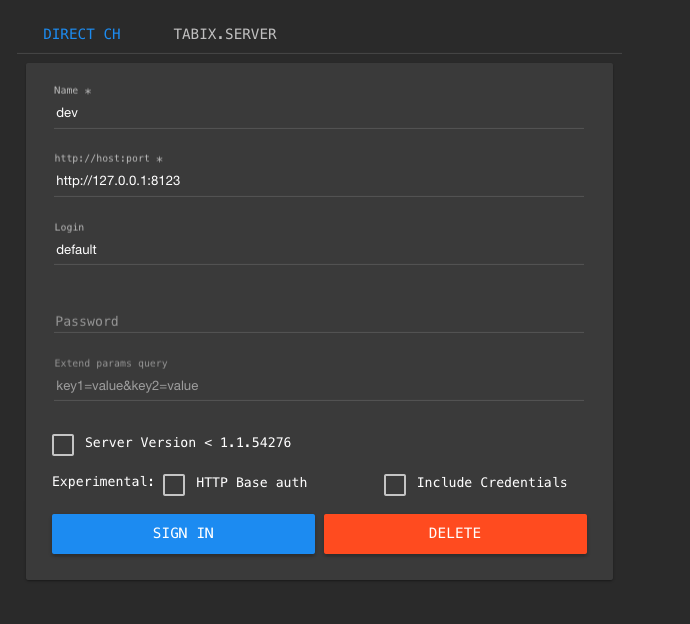 DIRECT CH TABIX.SERVER
Name *
dev
http://host:port *
http://127.0.0.1:8123
Login
default
Password
Extend params query
key1=value&key2=value
Server Version < 1.1.54276
Experimental: HTTP Base auth Include Credentials
SIGN IN DELETE